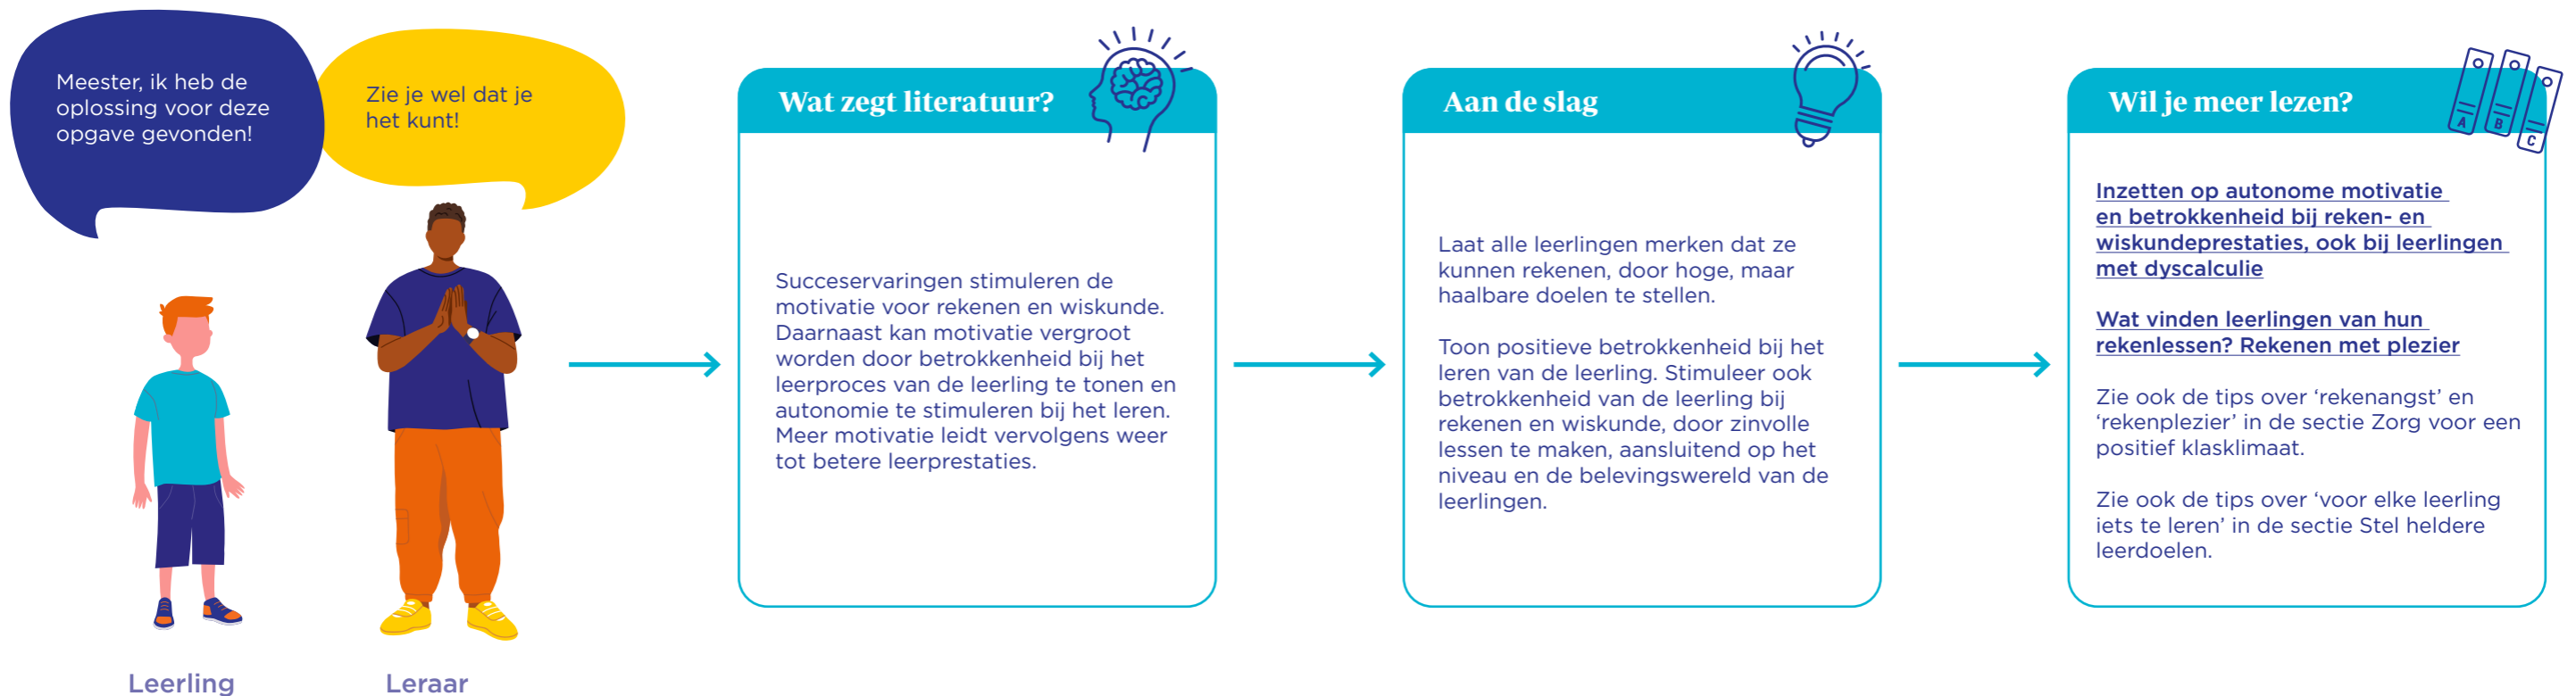 Meester, ik heb de
oplossing voor deze
opgave gevonden!
Zie je wel dat je
het kunt!
Leerling
Leraar
Wat zegt literatuur?
Succeservaringen stimuleren de
motivatie voor rekenen en wiskunde.
Daarnaast kan motivatie vergroot
worden door betrokkenheid bij het
leerproces van de leerling te tonen en
autonomie te stimuleren bij het leren.
Meer motivatie leidt vervolgens weer
tot betere leerprestaties.
Aan de slag
Laat alle leerlingen merken dat ze
kunnen rekenen, door hoge, maar
haalbare doelen te stellen.
Toon positieve betrokkenheid bij het
leren van de leerling. Stimuleer ook
betrokkenheid van de leerling bij
rekenen en wiskunde, door zinvolle
lessen te maken, aansluitend op het
niveau en de belevingswereld van de
leerlingen.
Wil je meer lezen?
A
B
C
Inzetten op autonome motivatie
en betrokkenheid bij reken- en
wiskundeprestaties, ook bij leerlingen
met dyscalculie
Wat vinden leerlingen van hun
rekenlessen? Rekenen met plezier
Zie ook de tips over ‘rekenangst’ en
‘rekenplezier’ in de sectie Zorg voor een
positief klasklimaat.
Zie ook de tips over ‘voor elke leerling
iets te leren’ in de sectie Stel heldere
leerdoelen.